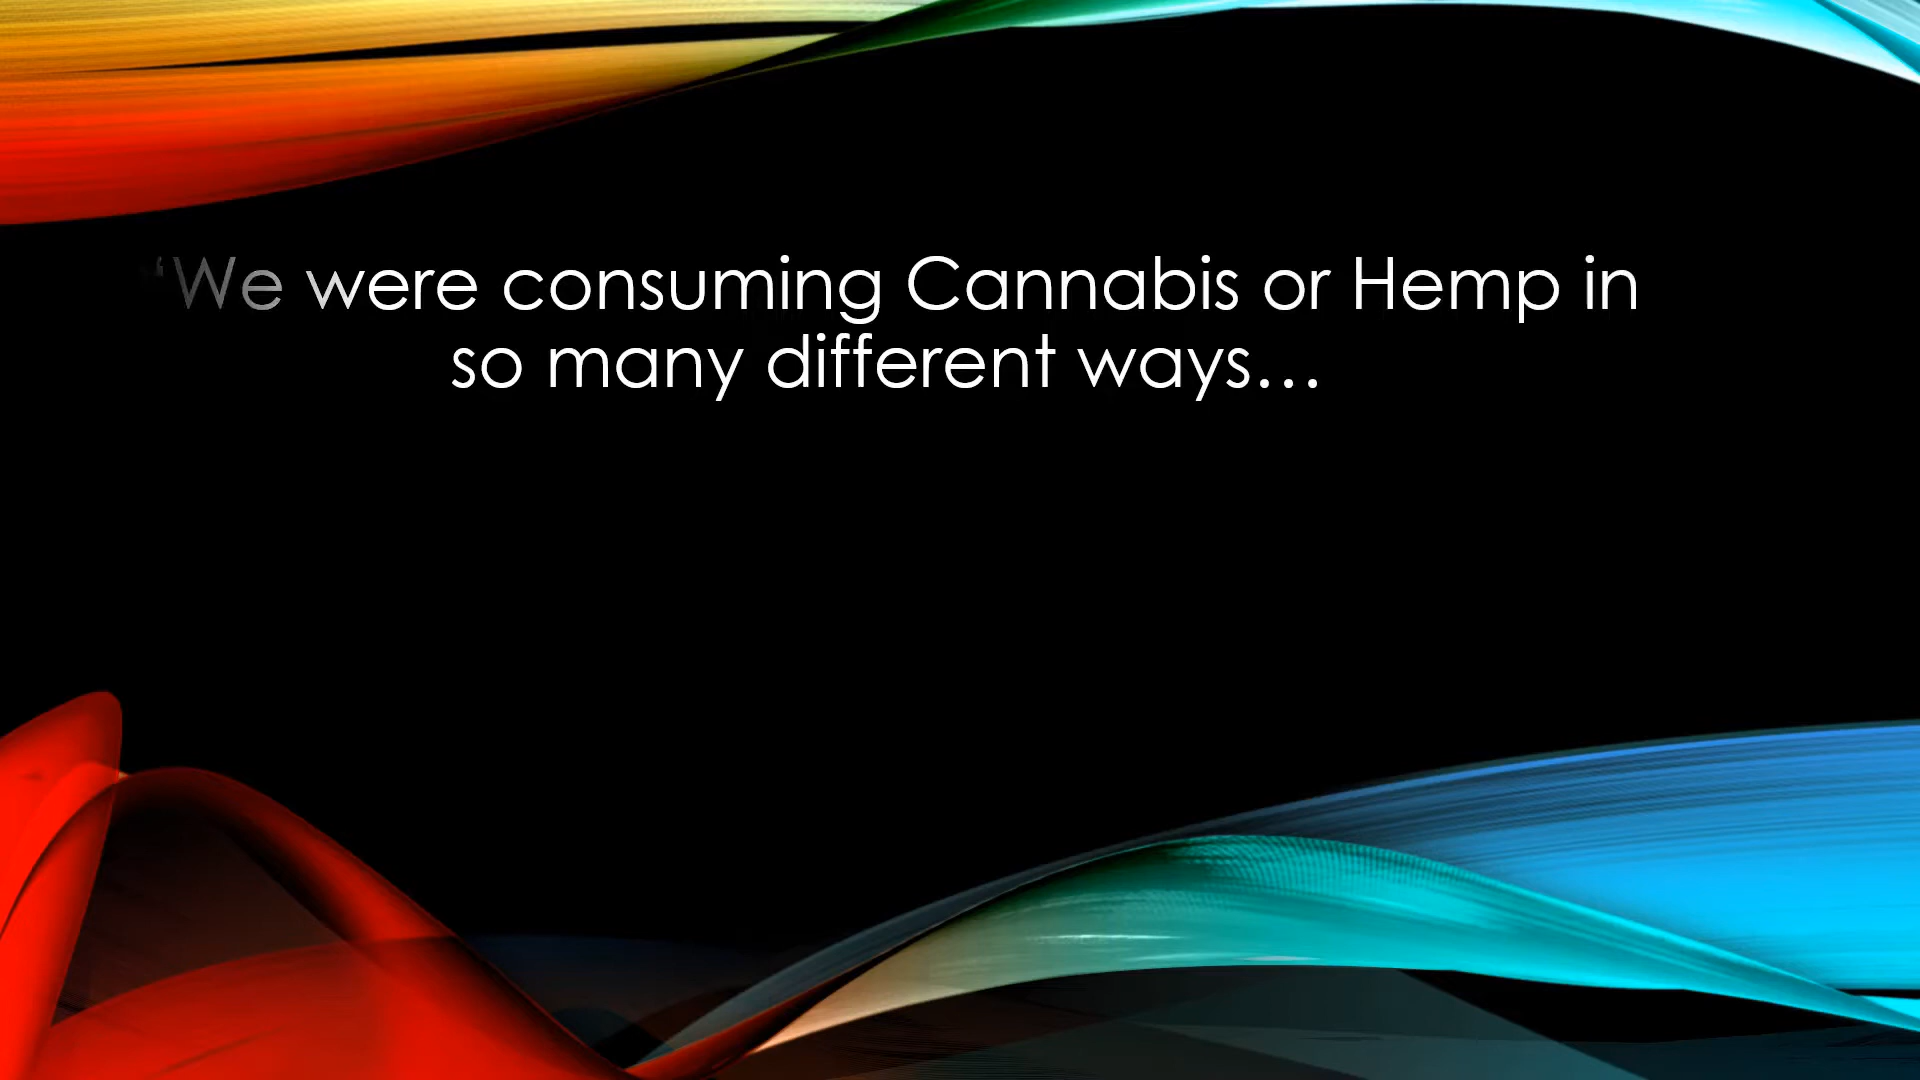 “We were consuming Cannabis or Hemp in
so many different ways…